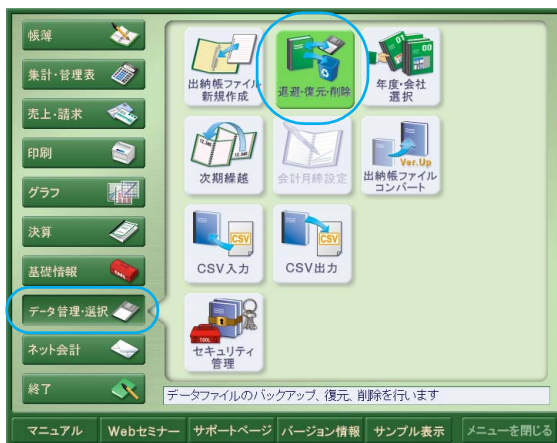 帳簿
集計・管理表
売上・請求
印刷
グラフ
決算
基礎情報
データ管理・選択
ネット会計
終了
出納帳ファイル
新規作成
退避・復元・削除
年度・会社
選択
01
00
次期繰越
12,345
12,345
会計月締設定
Ver.Up
出納帳ファイル
コンバート
CSV
CSV入力
CSV
CSV出力
TOOL
セキュリティ
管理
データファイルのバックアップ、復元、削除を行います
マニュアル
Webセミナー
サポートページ
バージョン情報
サンプル表示
メニューを閉じる